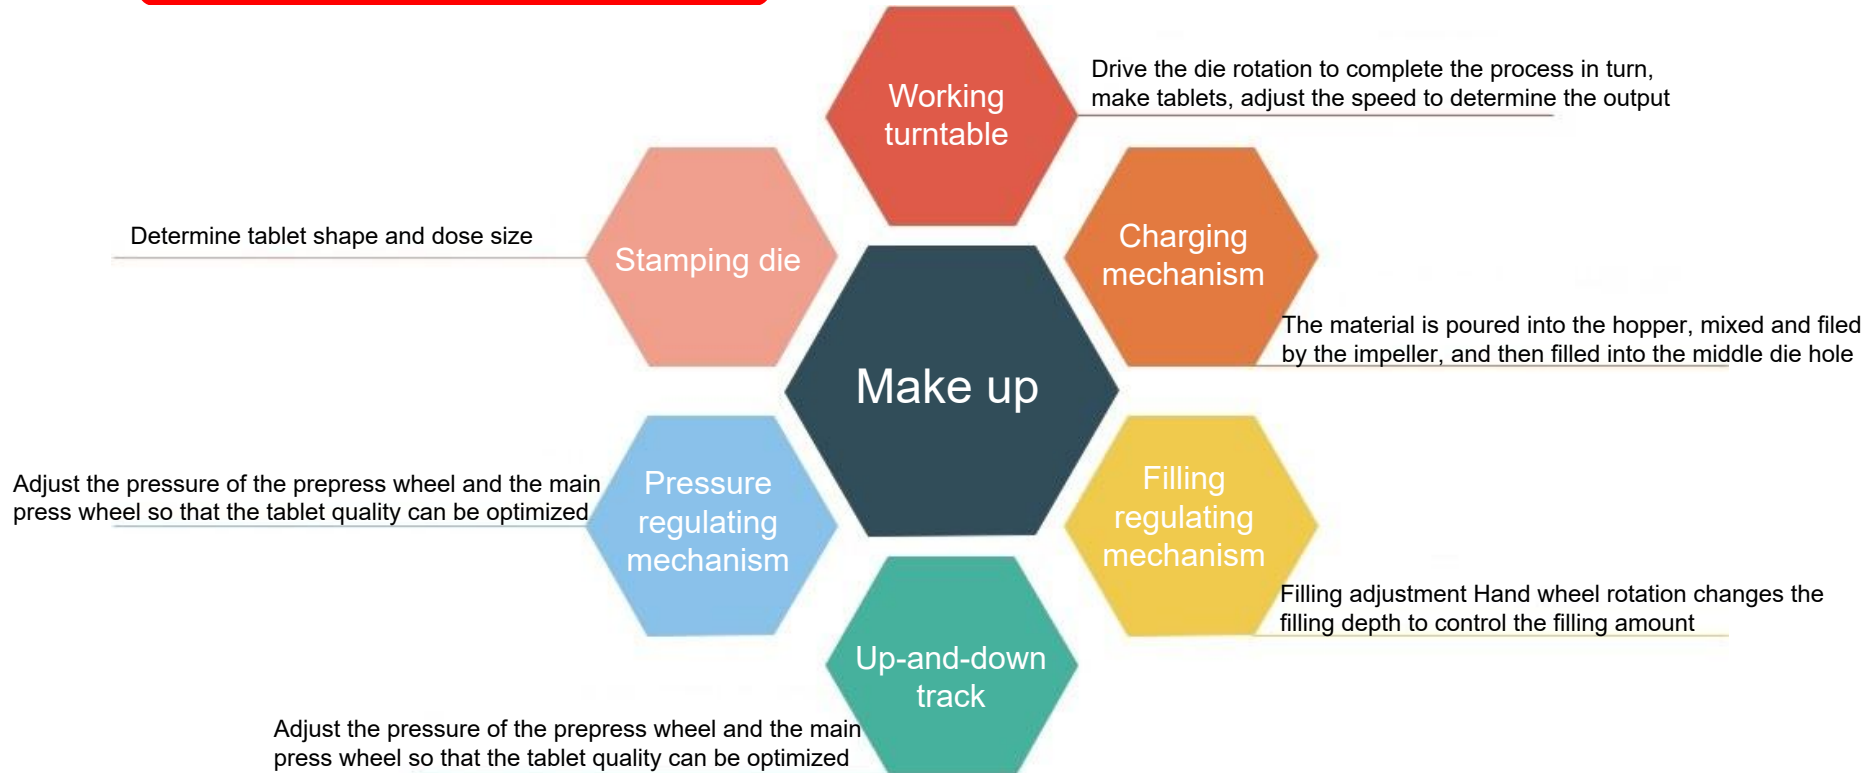 Working
turntable
Drive the die rotation to complete the process in turn,
make tablets, adjust the speed to determine the output
Stamping die
Determine tablet shape and dose size
Charging
mechanism
The material is poured into the hopper, mixed and filed
by the impeller, and then filled into the middle die hole
Make up
Pressure
regulating
mechanism
Adjust the pressure of the prepress wheel and the main
press wheel so that the tablet quality can be optimized
Filling
regulating
mechanism
Filling adjustment Hand wheel rotation changes the
filling depth to control the filling amount
Up-and-down
track
Adjust the pressure of the prepress wheel and the main
press wheel so that the tablet quality can be optimized